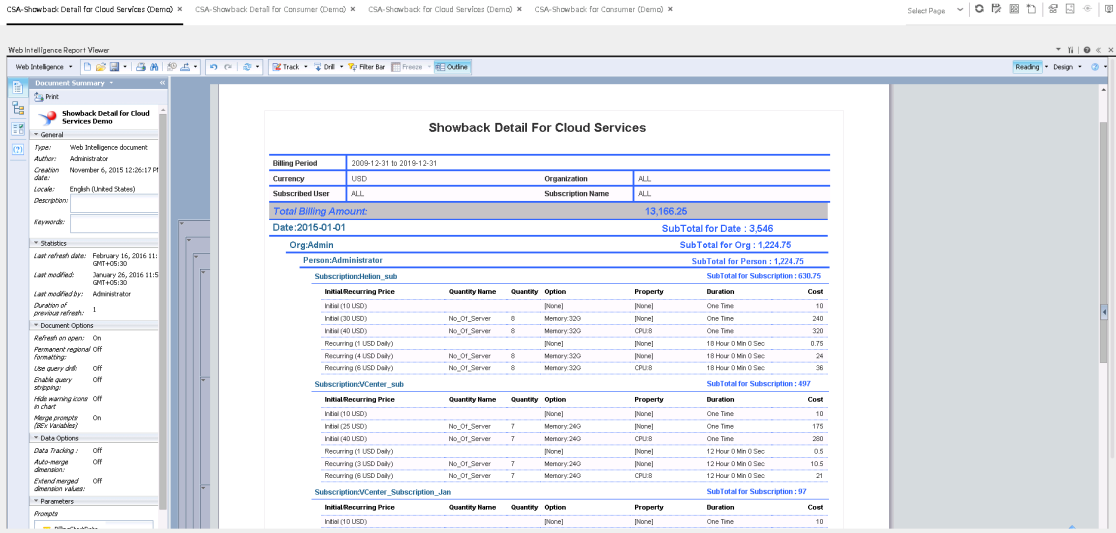 CSA-Showback Detail for Cloud Services (Demo) × CSA-Showback Detail for Consumer (Demo) × CSA-Showback for Cloud Services (Demo) × CSA-Showback for Consumer (Demo) × Select Page
Web Intelligence Report Viewer
Web Intelligence Track Drill Filter Bar Freeze Outline Reading Design
Document Summary
Print
Showback Detail for Cloud
Services Demo
General
Type: Web Intelligence document
Author: Administrator
Creation November 6, 2015 12:26:17 PM
date:
Locale: English (United States)
Description:
Keywords:
Statistics
Last refresh date: February 16, 2016 11:
GMT+05:30
Last modified: January 26, 2016 11:5
GMT+05:30
Last modified by: Administrator
Duration of
previous refresh: 1
Document Options
Refresh on open: On
Permanent regional Off
formatting:
Use query drill: Off
Enable query Off
stripping:
Hide warning icons Off
in chart
Merge prompts On
(BEx Variables)
Data Options
Data Tracking : Off
Auto-merge Off
dimension:
Extend merged Off
dimension values:
Parameters
Prompts
Showback Detail For Cloud Services
Billing Period 2009-12-31 to 2019-12-31
Currency USD Organization ALL
Subscribed User ALL Subscription Name ALL
Total Billing Amount: 13,166.25
Date:2015-01-01 SubTotal for Date : 3,546
Org:Admin SubTotal for Org : 1,224.75
Person:Administrator SubTotal for Person : 1,224.75
Subscription:Helion_sub SubTotal for Subscription : 630.75
Initial/Recurring Price Quantity Name Quantity Option Property Duration Cost
Initial (10 USD) [None] [None] One Time 10
Initial (30 USD) No_Of_Server 8 Memory:32G [None] One Time 240
Initial (40 USD) No_Of_Server 8 Memory:32G CPU:8 One Time 320
Recurring (1 USD Daily) [None] [None] 18 Hour 0 Min 0 Sec 0.75
Recurring (4 USD Daily) No_Of_Server 8 Memory:32G [None] 18 Hour 0 Min 0 Sec 24
Recurring (6 USD Daily) No_Of_Server 8 Memory:32G CPU:8 18 Hour 0 Min 0 Sec 36
Subscription:VCenter_sub SubTotal for Subscription : 497
Initial/Recurring Price Quantity Name Quantity Option Property Duration Cost
Initial (10 USD) [None] [None] One Time 10
Initial (25 USD) No_Of_Server 7 Memory:24G [None] One Time 175
Initial (40 USD) No_Of_Server 7 Memory:24G CPU:8 One Time 280
Recurring (1 USD Daily) [None] [None] 12 Hour 0 Min 0 Sec 0.5
Recurring (3 USD Daily) No_Of_Server 7 Memory:24G [None] 12 Hour 0 Min 0 Sec 10.5
Recurring (6 USD Daily) No_Of_Server 7 Memory:24G CPU:8 12 Hour 0 Min 0 Sec 21
Subscription:VCenter_Subscription_Jan SubTotal for Subscription : 97
Initial/Recurring Price Quantity Name Quantity Option Property Duration Cost
Initial (10 USD) [None] [None] One Time 10